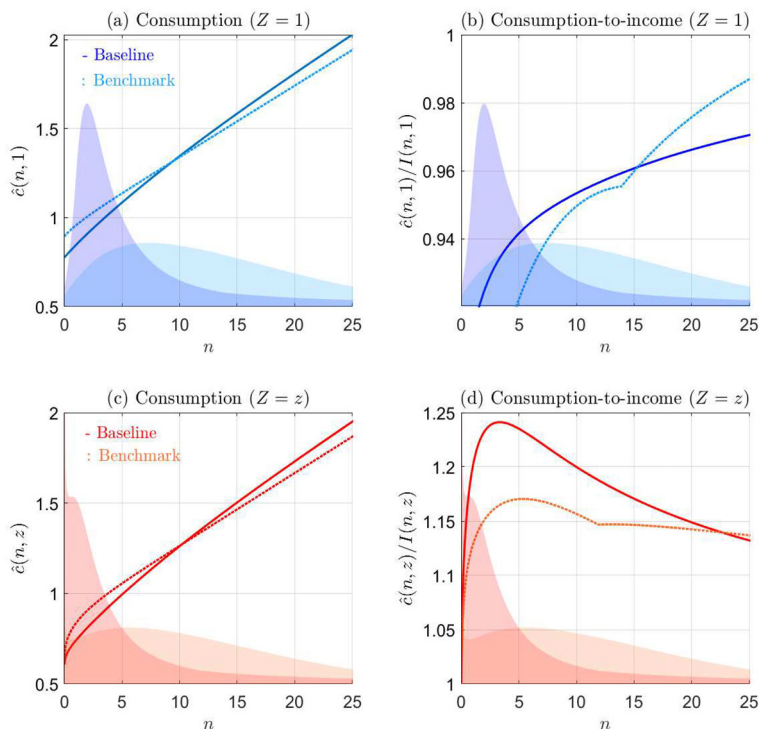 (a) Consumption (Z = 1)
2
1.5
1
0.5
ĉ(n, 1)
- Baseline
: Benchmark
0 5 10 15 20 25
n
(b) Consumption-to-income (Z = 1)
1
0.98
0.96
0.94
ĉ(n, 1)/I(n, 1)
0 5 10 15 20 25
n
(c) Consumption (Z = z)
2
1.5
1
0.5
ĉ(n, z)
- Baseline
: Benchmark
0 5 10 15 20 25
n
(d) Consumption-to-income (Z = z)
1.25
1.2
1.15
1.1
1.05
1
ĉ(n, z)/I(n, z)
0 5 10 15 20 25
n